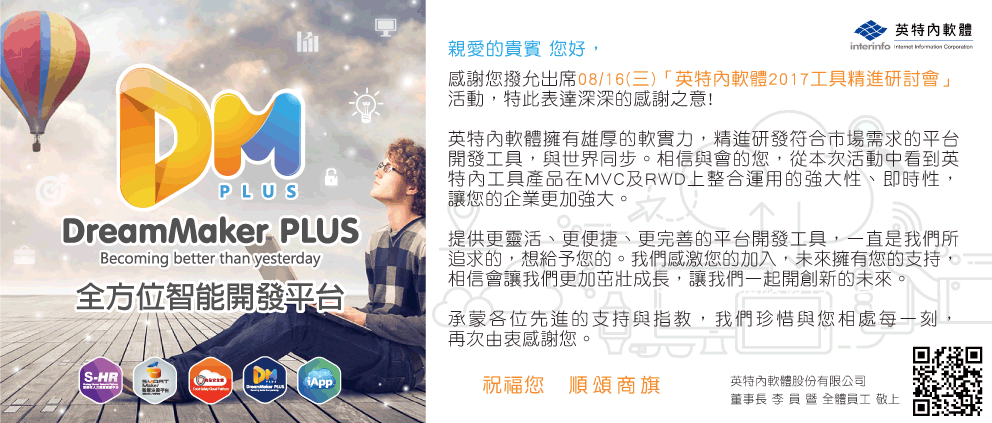 DM
PLUS
DreamMaker PLUS
Becoming better than yesterday
全方位智能開發平台
S-HR
SMART
Maker
DM
DreamMaker PLUS
iApp
英特內軟體
interinfo Internet Information Corporation
親愛的貴賓 您好，
感謝您撥允出席08/16(三)「英特內軟體2017工具精進研討會」
活動，特此表達深深的感謝之意!
英特內軟體擁有雄厚的軟實力，精進研發符合市場需求的平台
開發工具，與世界同步。相信與會的您，從本次活動中看到英
特內工具產品在MVC及RWD上整合運用的強大性、即時性，
讓您的企業更加強大。
提供更靈活、更便捷、更完善的平台開發工具，一直是我們所
追求的，想給予您的。我們感激您的加入，未來擁有您的支持，
相信會讓我們更加茁壯成長，讓我們一起開創新的未來。
承蒙各位先進的支持與指教，我們珍惜與您相處每一刻，
再次由衷感謝您。
祝福您 順頌商旗
英特內軟體股份有限公司
董事長 李 員 暨 全體員工 敬上